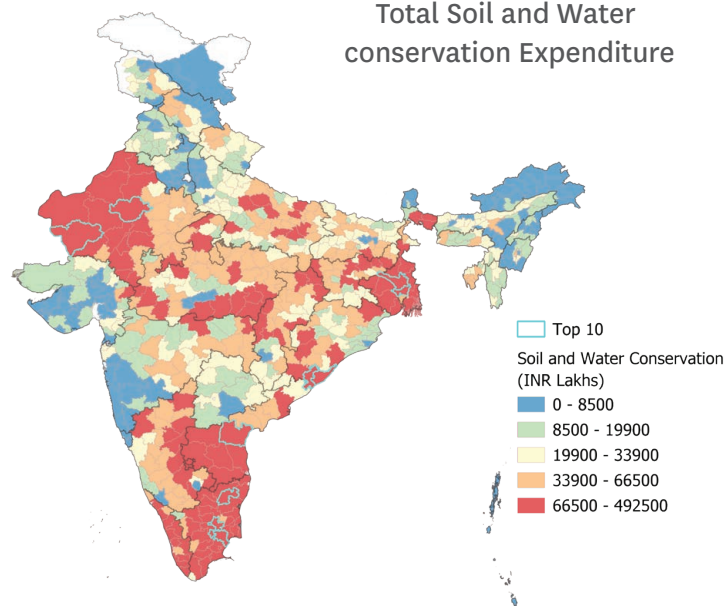 Total Soil and Water
conservation Expenditure
Top 10
Soil and Water Conservation
(INR Lakhs)
0 - 8500
8500 - 19900
19900 - 33900
33900 - 66500
66500 - 492500